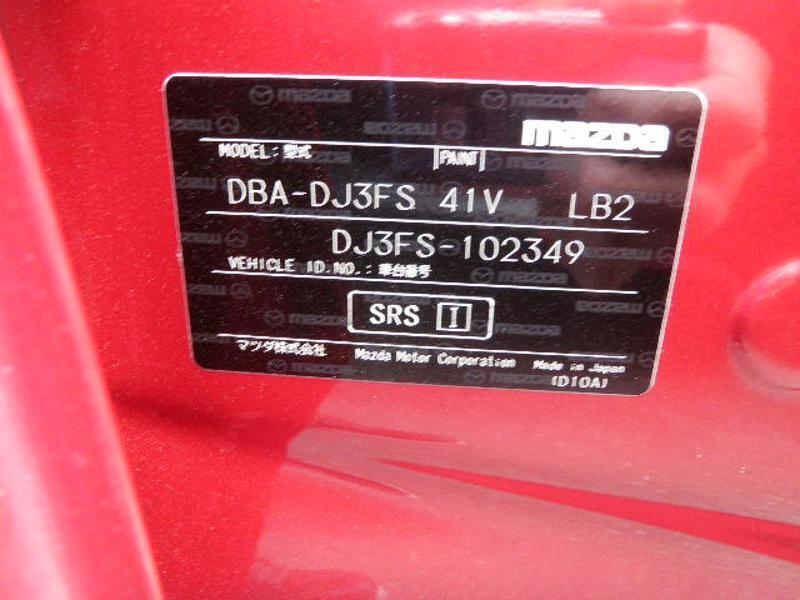 mazda
MODEL: 型式 PAINT
DBA-DJ3FS 41V LB2
DJ3FS-102349
VEHICLE ID.NO.: 車台番号
SRS I
マツダ株式会社 Mazda Motor Corporation Made in Japan
(D10A)